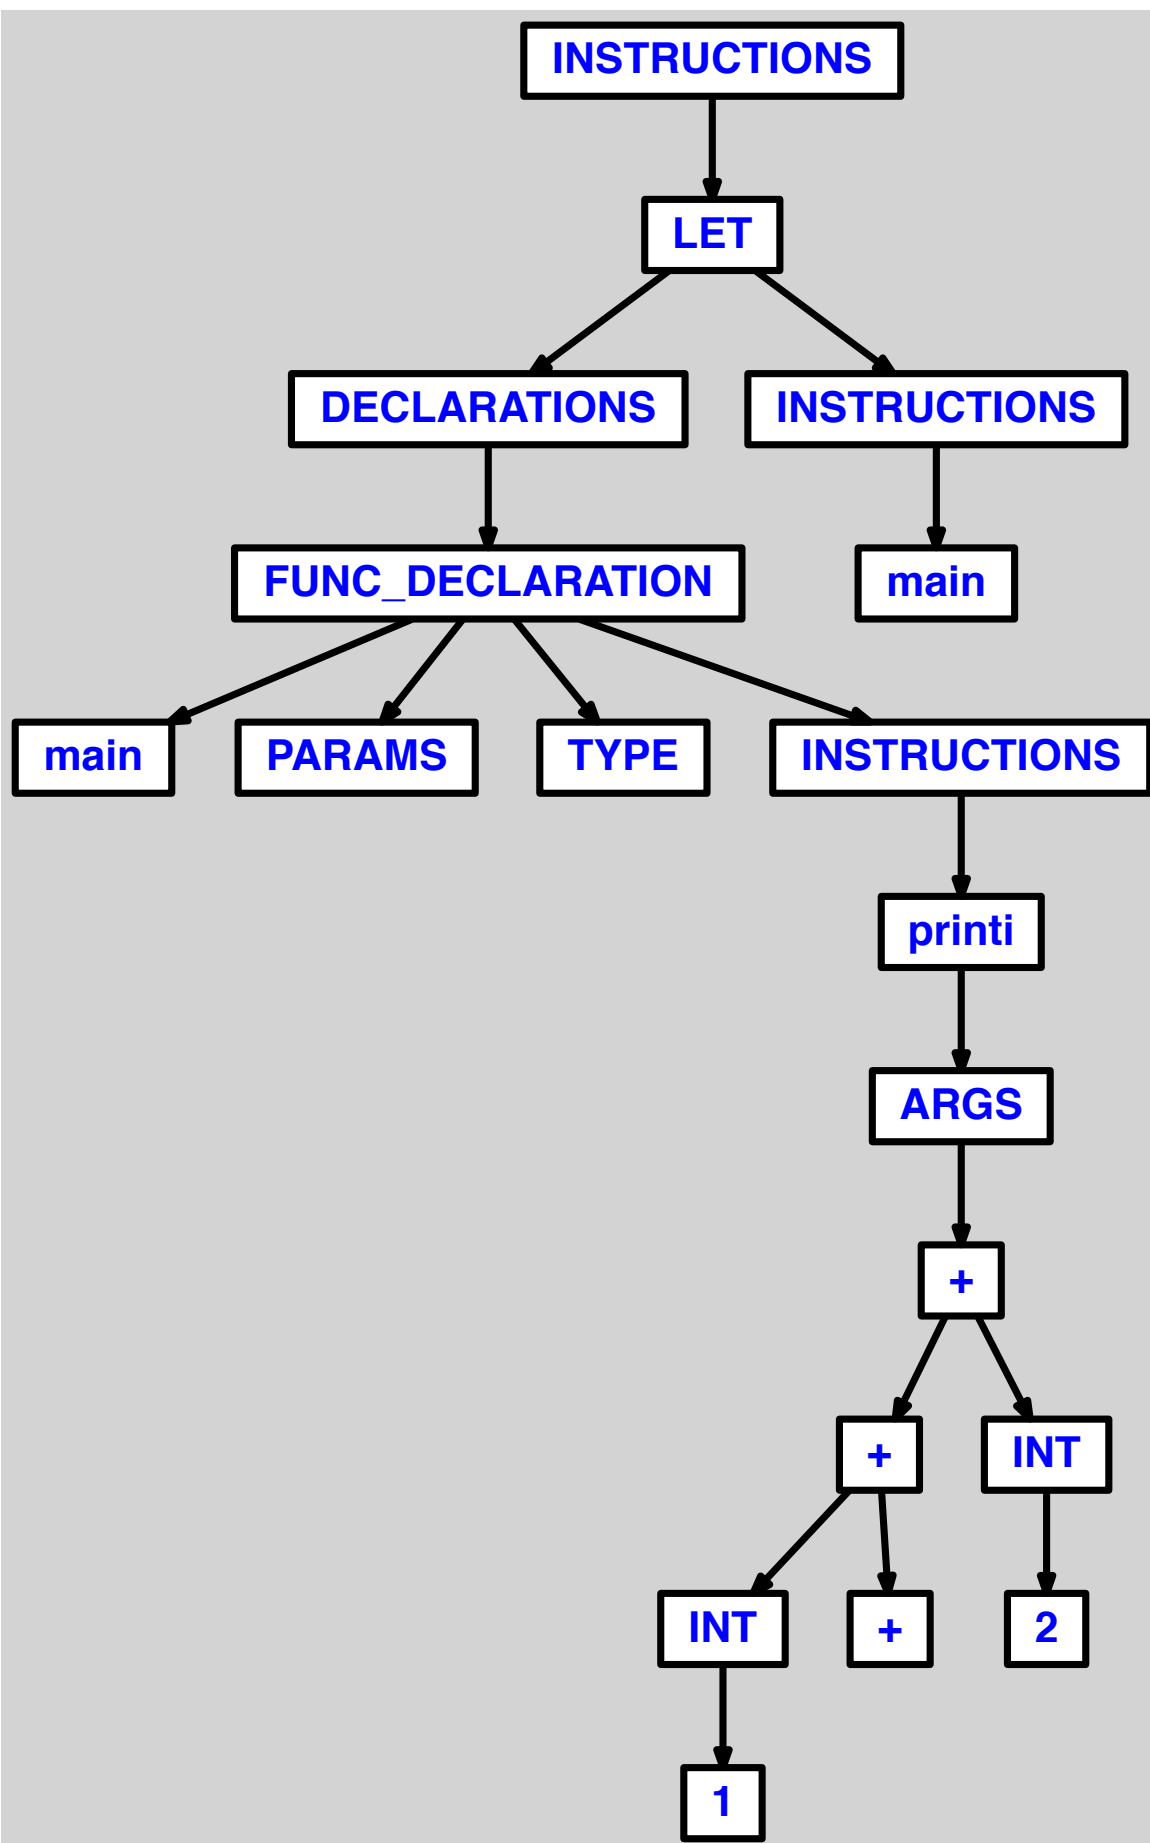 INSTRUCTIONS
LET
DECLARATIONS
INSTRUCTIONS
FUNC_DECLARATION
main
main
PARAMS
TYPE
INSTRUCTIONS
printi
ARGS
+
+
INT
INT
+
2
1